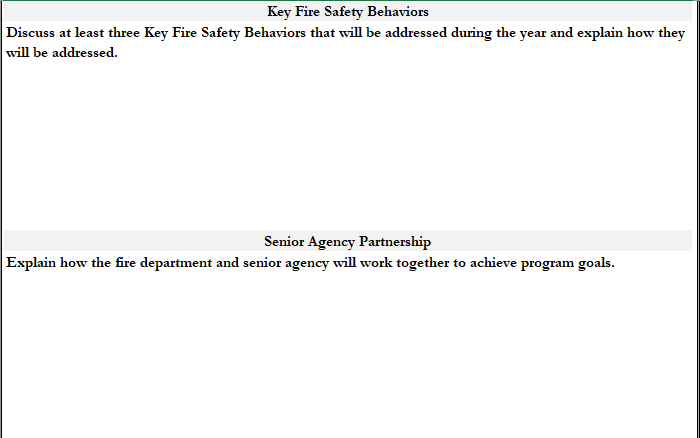 Key Fire Safety Behaviors
Discuss at least three Key Fire Safety Behaviors that will be addressed during the year and explain how they
will be addressed.
Senior Agency Partnership
Explain how the fire department and senior agency will work together to achieve program goals.